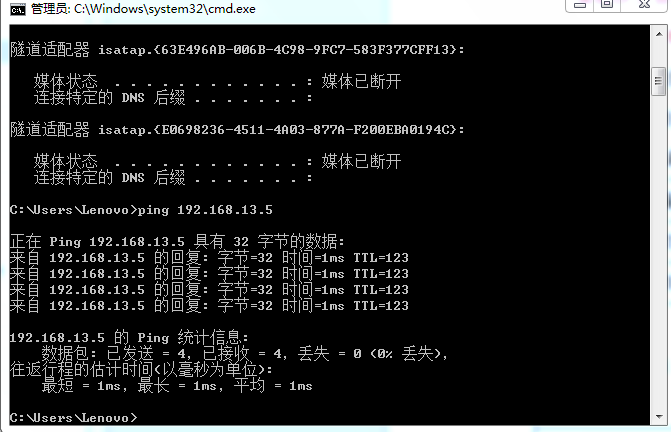 管理员: C:\Windows\system32\cmd.exe
隧道适配器 isatap.{63E496AB-006B-4C98-9FC7-583F377CFF13}:
媒体状态 . . . . . . . . . . . . : 媒体已断开
连接特定的 DNS 后缀 . . . . . . . :
隧道适配器 isatap.{E0698236-4511-4A03-877A-F200EBA0194C}:
媒体状态 . . . . . . . . . . . . : 媒体已断开
连接特定的 DNS 后缀 . . . . . . . :
C:\Users\Lenovo>ping 192.168.13.5
正在 Ping 192.168.13.5 具有 32 字节的数据:
来自 192.168.13.5 的回复: 字节=32 时间=1ms TTL=123
来自 192.168.13.5 的回复: 字节=32 时间=1ms TTL=123
来自 192.168.13.5 的回复: 字节=32 时间=1ms TTL=123
来自 192.168.13.5 的回复: 字节=32 时间=1ms TTL=123
192.168.13.5 的 Ping 统计信息:
数据包: 已发送 = 4, 已接收 = 4, 丢失 = 0 (0% 丢失),
往返行程的估计时间(以毫秒为单位):
最短 = 1ms, 最长 = 1ms, 平均 = 1ms
C:\Users\Lenovo>